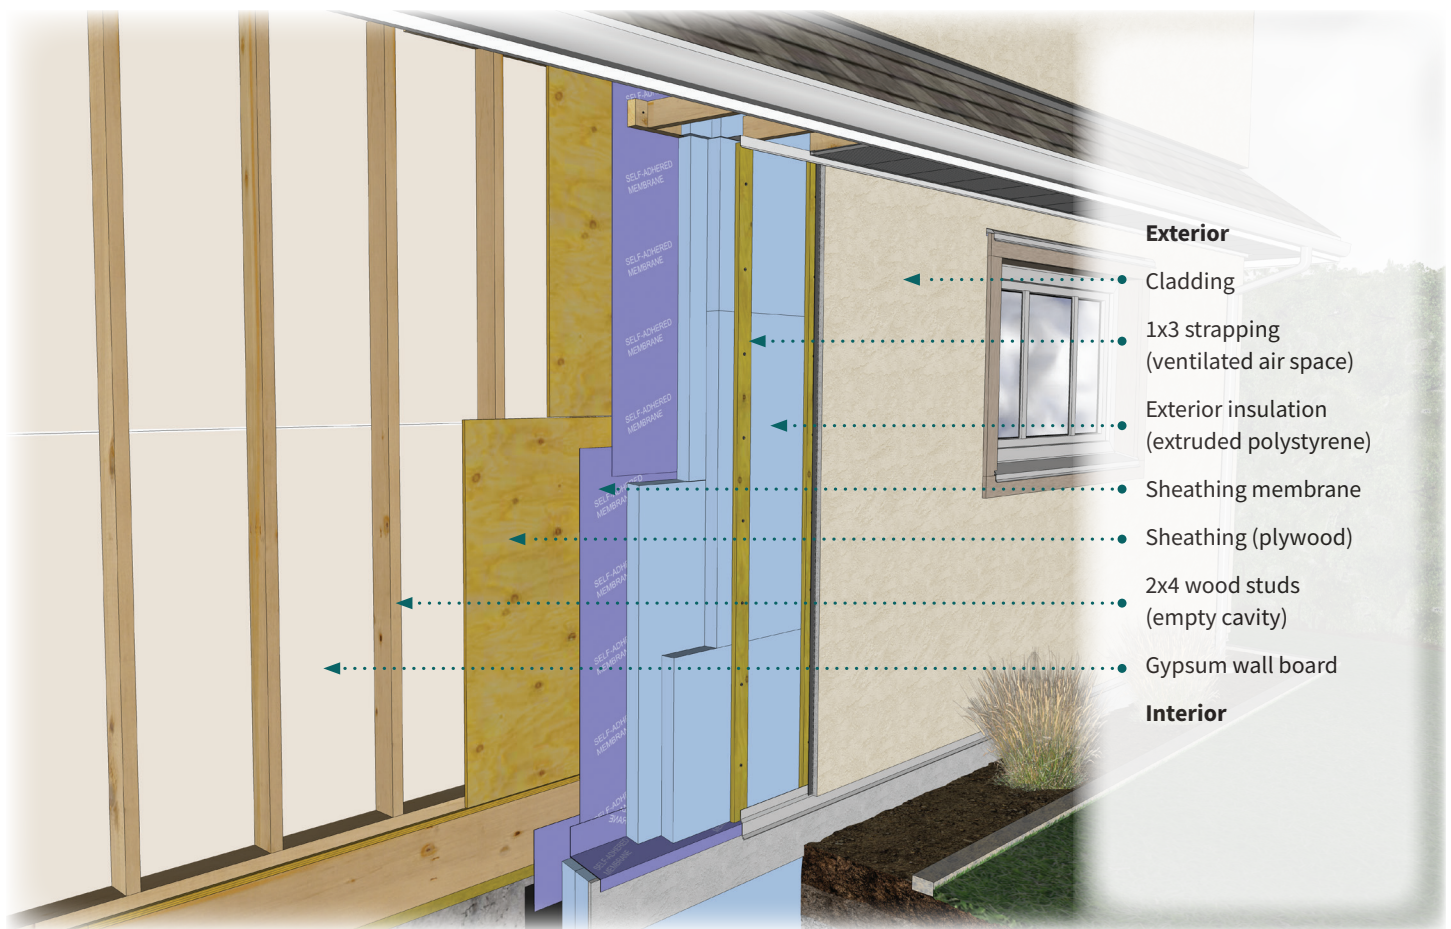 SELF-ADHERED
MEMBRANE
SELF-ADHERED
MEMBRANE
SELF-ADHERED
MEMBRANE
SELF-ADHERED
MEMBRANE
Exterior
Cladding
1x3 strapping
(ventilated air space)
Exterior insulation
(extruded polystyrene)
Sheathing membrane
Sheathing (plywood)
2x4 wood studs
(empty cavity)
Gypsum wall board
Interior